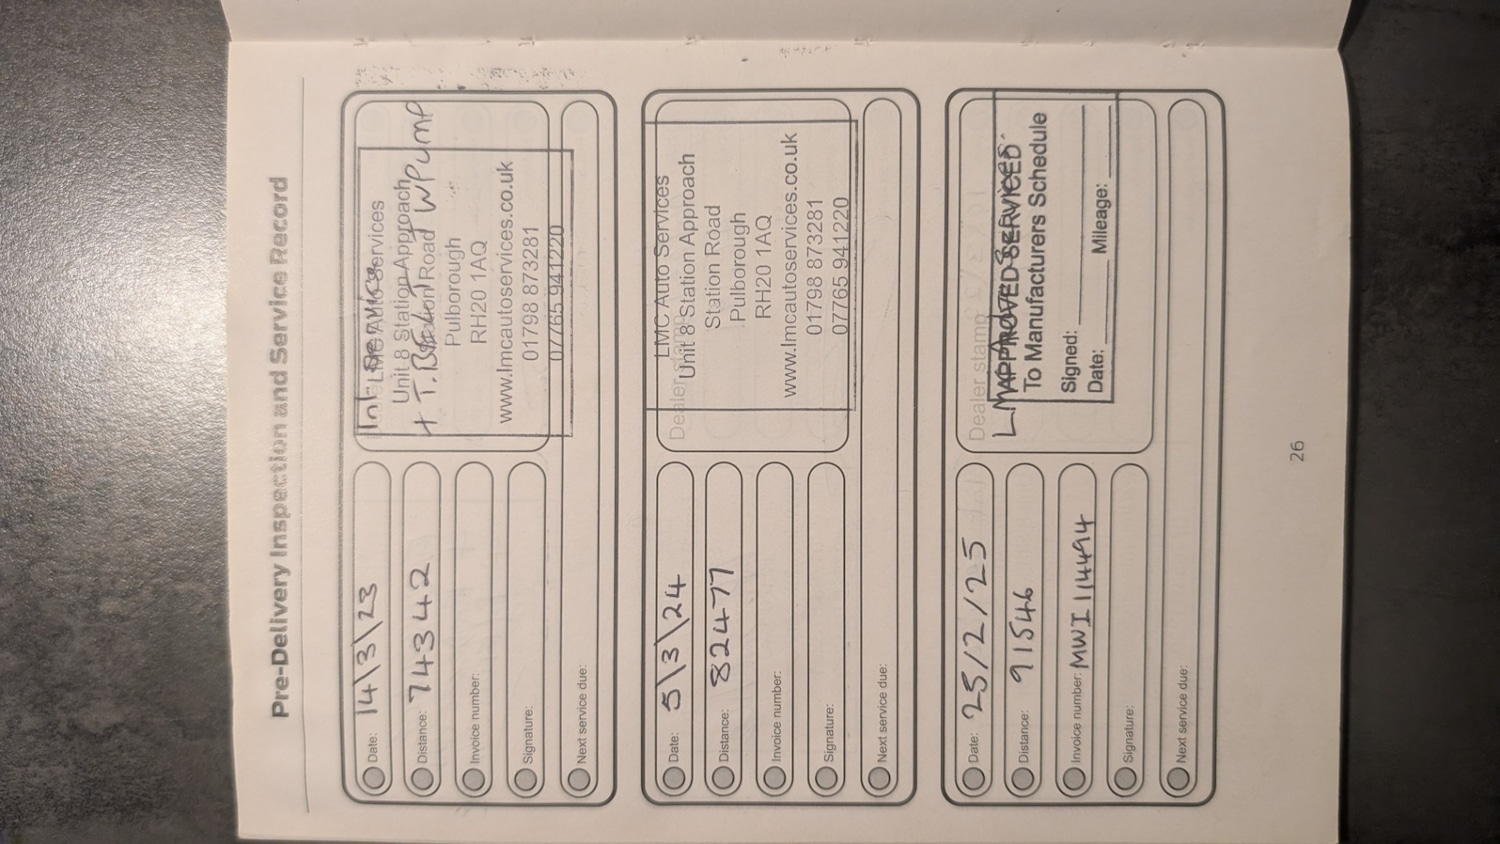 Pre-Delivery Inspection and Service Record
Date: 14\3\23
Distance: 74342
Invoice number:
Signature:
Next service due:
Int Service
+ T.Belt WPump
LMC Auto Services
Unit 8 Station Approach
Station Road
Pulborough
RH20 1AQ
www.lmcautoservices.co.uk
01798 873281
07765 941220
Date: 5\3\24
Distance: 82477
Invoice number:
Signature:
Next service due:
Dealer stamp
LMC Auto Services
Unit 8 Station Approach
Station Road
Pulborough
RH20 1AQ
www.lmcautoservices.co.uk
01798 873281
07765 941220
Date: 25/2/25
Distance: 91546
Invoice number: MWI114494
Signature:
Next service due:
Dealer stamp
APPROVED SERVICED
To Manufacturers Schedule
Signed:
Date: Mileage:
26